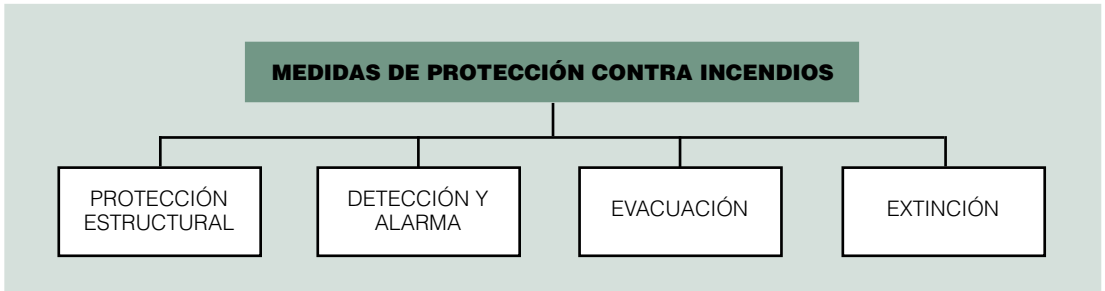 MEDIDAS DE PROTECCIÓN CONTRA INCENDIOS
PROTECCIÓN
ESTRUCTURAL
DETECCIÓN Y
ALARMA
EVACUACIÓN
EXTINCIÓN